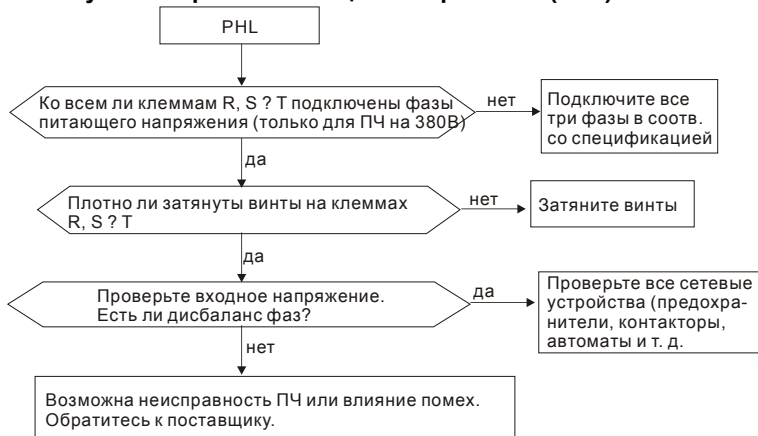 PHL
Ко всем ли клеммам R, S ? T подключены фазы
питающего напряжения (только для ПЧ на 380В)
нет
Подключите все
три фазы в соотв.
со спецификацией
да
Плотно ли затянуты винты на клеммах
R, S ? T
нет
Затяните винты
да
Проверьте входное напряжение.
Есть ли дисбаланс фаз?
да
Проверьте все сетевые
устройства (предохра-
нители, контакторы,
автоматы и т. д.
нет
Возможна неисправность ПЧ или влияние помех.
Обратитесь к поставщику.